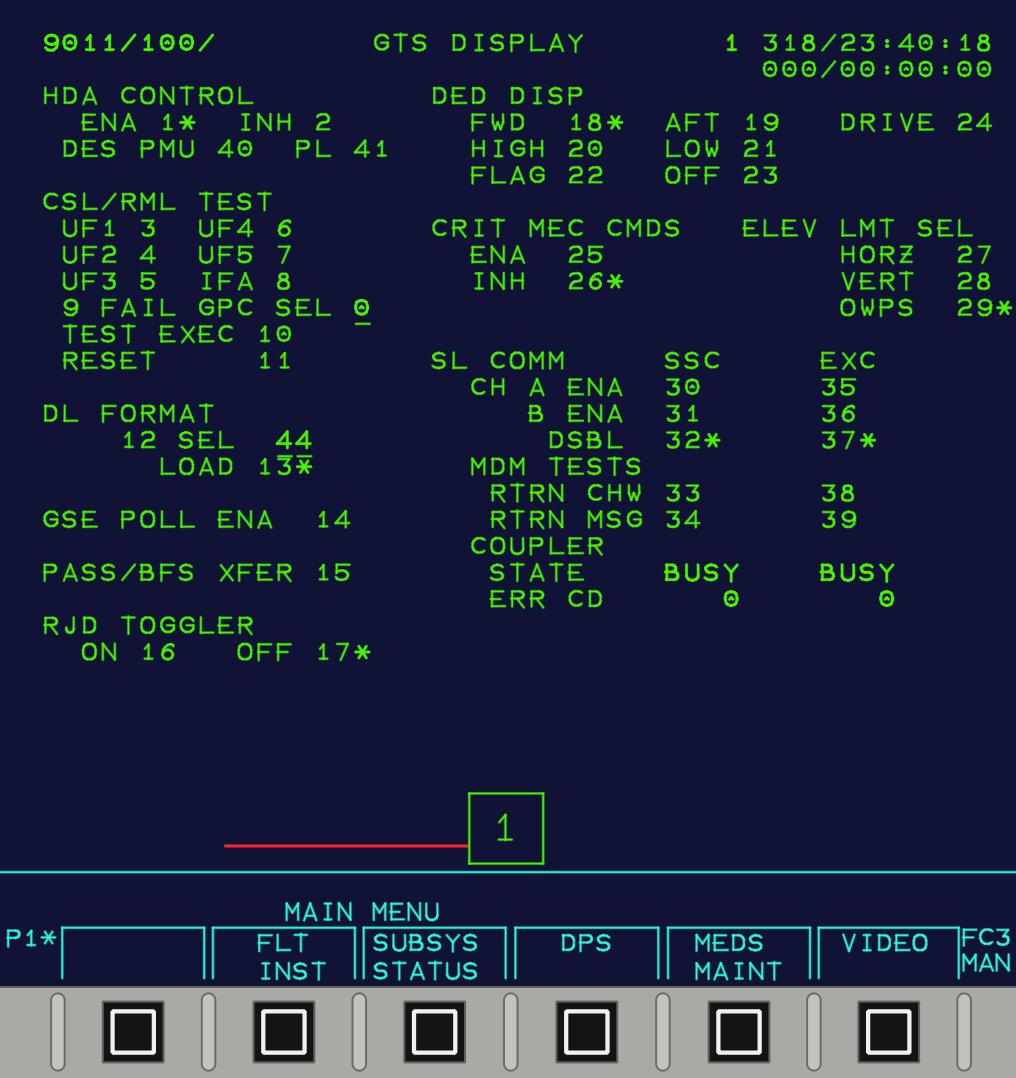 9011/100/ GTS DISPLAY 1 318/23:40:18
000/00:00:00
HDA CONTROL DED DISP
ENA 1* INH 2 FWD 18* AFT 19 DRIVE 24
DES PMU 40 PL 41 HIGH 20 LOW 21
FLAG 22 OFF 23
CSL/RML TEST
UF1 3 UF4 6 CRIT MEC CMDS ELEV LMT SEL
UF2 4 UF5 7 ENA 25 HORZ 27
UF3 5 IFA 8 INH 26* VERT 28
9 FAIL GPC SEL 0 OWPS 29*
TEST EXEC 10
RESET 11 SL COMM SSC EXC
CH A ENA 30 35
DL FORMAT B ENA 31 36
12 SEL 44 DSBL 32* 37*
LOAD 13* MDM TESTS
RTRN CHW 33 38
GSE POLL ENA 14 RTRN MSG 34 39
COUPLER
PASS/BFS XFER 15 STATE BUSY BUSY
ERR CD 0 0
RJD TOGGLER
ON 16 OFF 17*
1
MAIN MENU
P1* FLT SUBSYS DPS MEDS VIDEO FC3
INST STATUS MAINT MAN